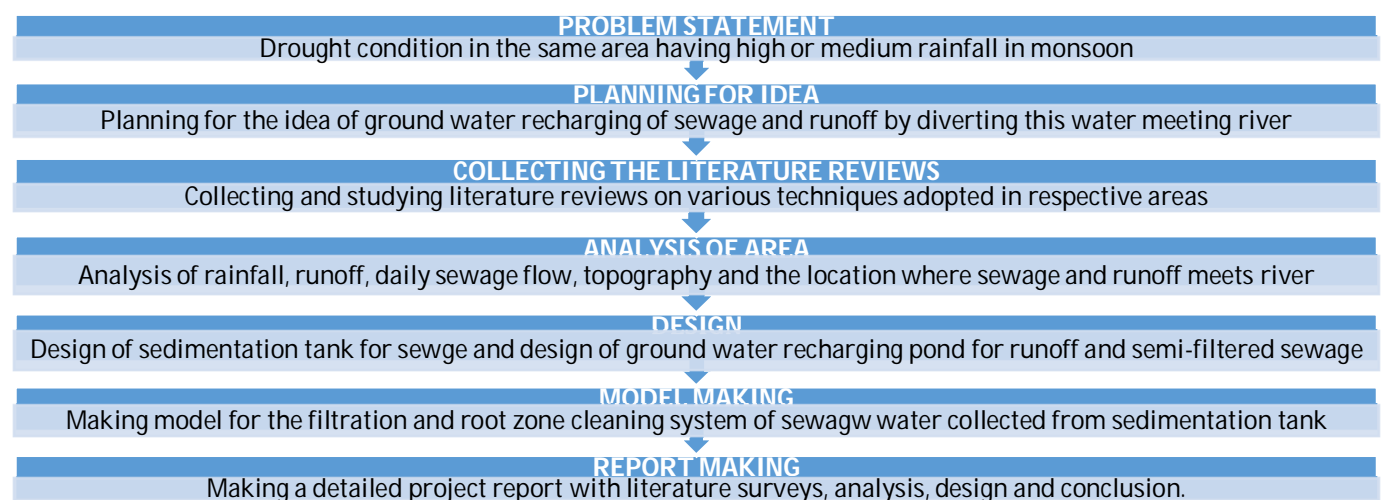 PROBLEM STATEMENT
Drought condition in the same area having high or medium rainfall in monsoon
PLANNING FOR IDEA
Planning for the idea of ground water recharging of sewage and runoff by diverting this water meeting river
COLLECTING THE LITERATURE REVIEWS
Collecting and studying literature reviews on various techniques adopted in respective areas
ANALYSIS OF AREA
Analysis of rainfall, runoff, daily sewage flow, topography and the location where sewage and runoff meets river
DESIGN
Design of sedimentation tank for sewge and design of ground water recharging pond for runoff and semi-filtered sewage
MODEL MAKING
Making model for the filtration and root zone cleaning system of sewagw water collected from sedimentation tank
REPORT MAKING
Making a detailed project report with literature surveys, analysis, design and conclusion.